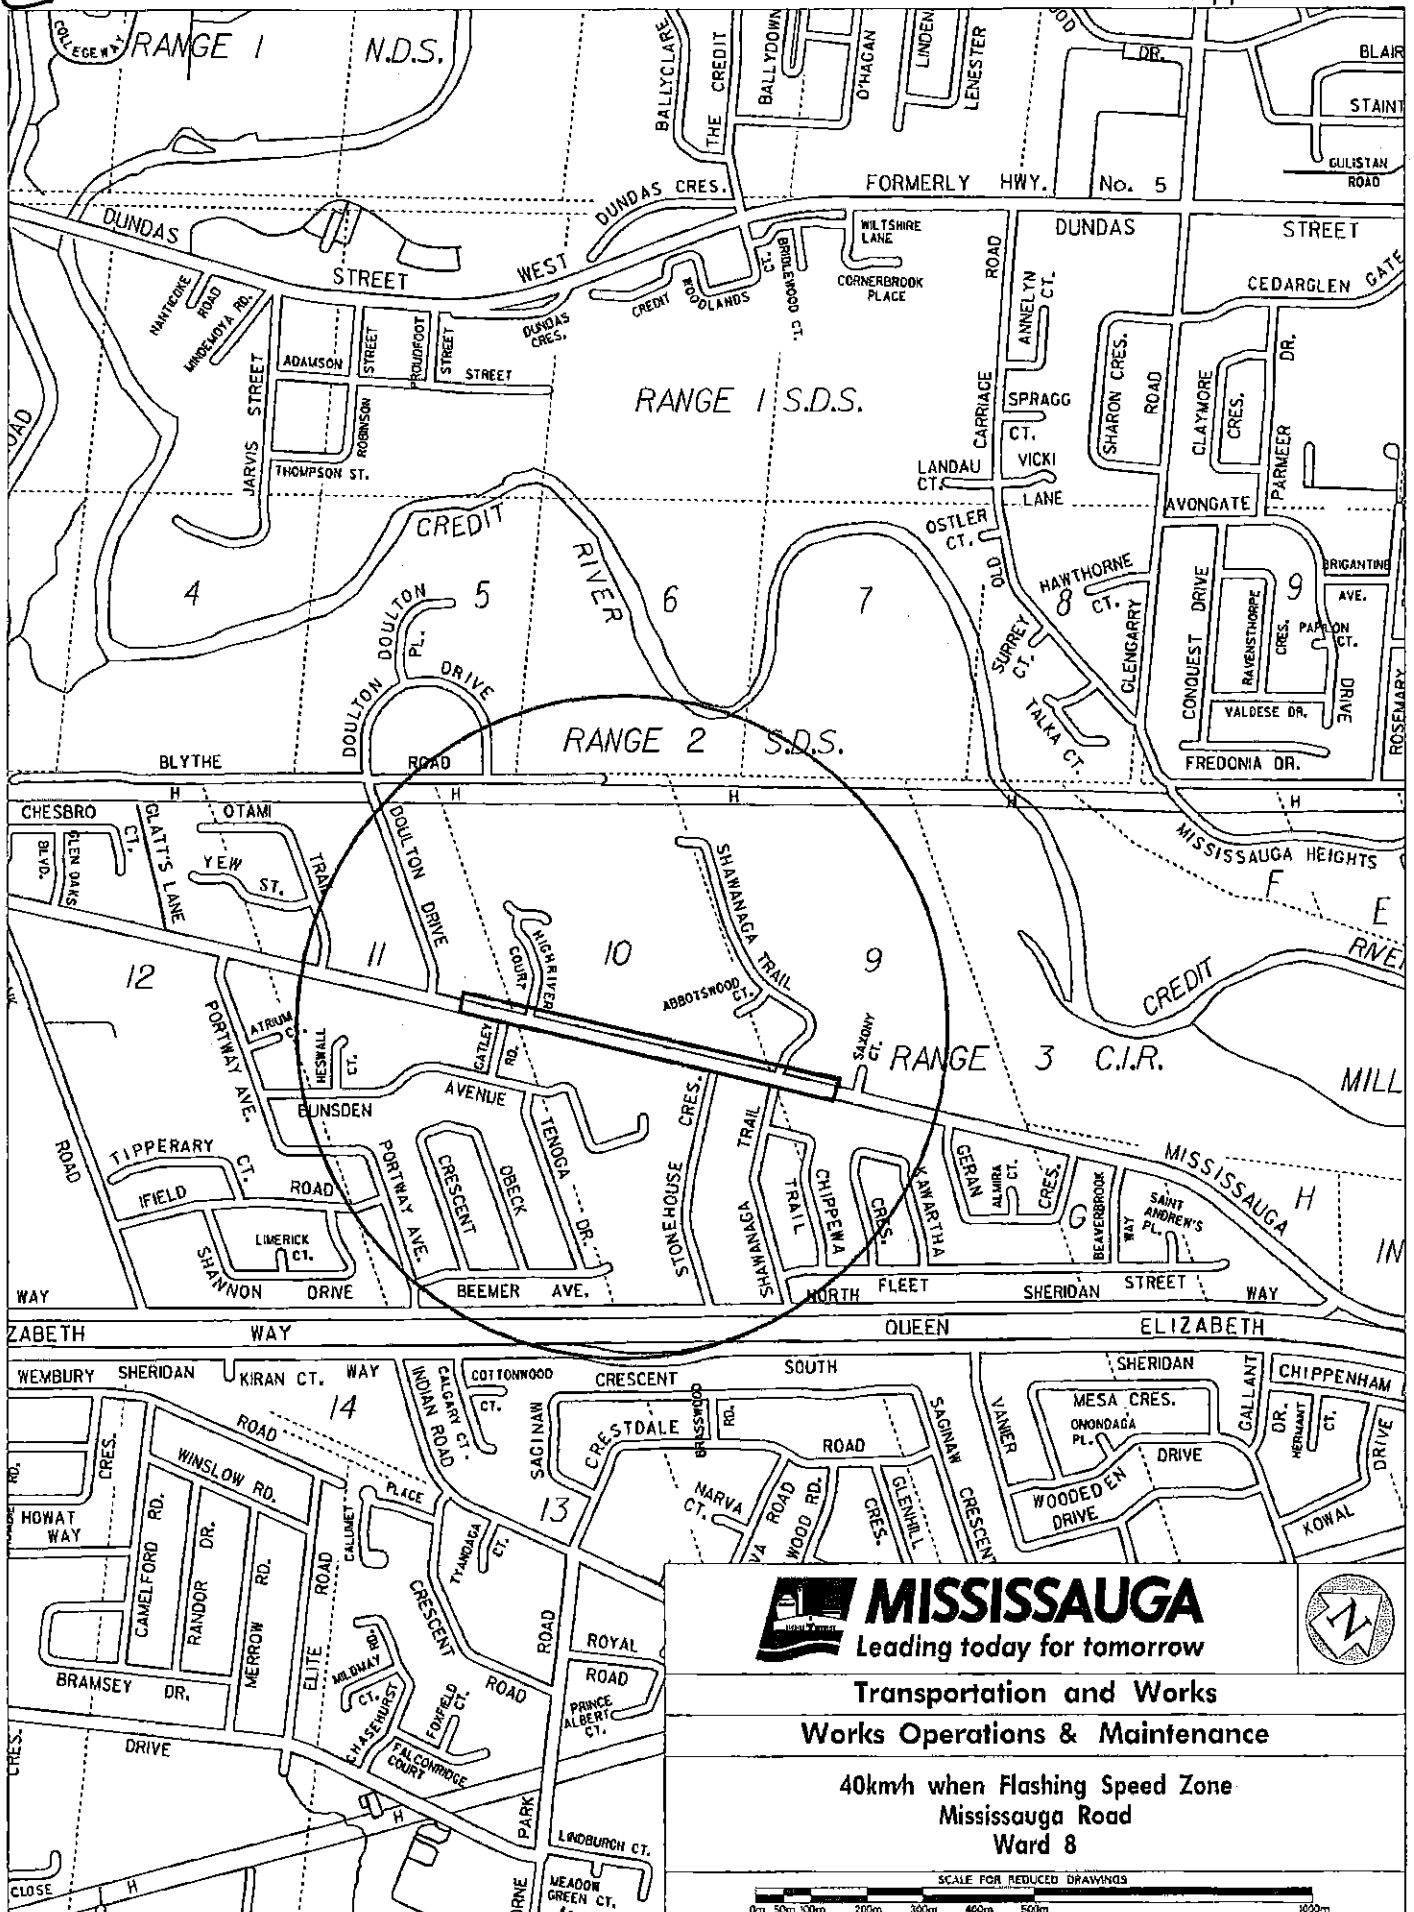 COLLEGEWAY
RANGE 1 N.D.S.
BALLYCLARE
THE CREDIT
BALLYDOWN
O'HAGAN
LINDEN
LENESTER
DR.
BLAIR
STAINT
GULISTAN
ROAD
FORMERLY HWY. No. 5
DUNDAS CRES.
DUNDAS STREET WEST
DUNDAS STREET
WILTSHIRE
LANE
CORNERBROOK
PLACE
BRIDLEWOOD CT.
CREDIT WOODLANDS
CT.
CEDARGLEN GATE
NANTICOKE
ROAD
MINDEMOYA RD.
DUNDAS
CRES.
ADAMSON STREET
ROBINSON STREET
PROUDFOOT STREET
JARVIS STREET
THOMPSON ST.
RANGE 1 S.D.S.
ROAD
CARRIAGE
OLD
ANNELYN
CT.
SPRAGG
CT.
LANDAU
CT.
VICKI
LANE
SHARON CRES.
ROAD
CLAYMORE
CRES.
PARMEER
DR.
AVONGATE
OSTLER
CT.
HAWTHORNE
CT.
GLENGARRY
CONQUEST DRIVE
RAVENSTHORPE
CRES.
BRIGANTINE
AVE.
PAPILLON
CT.
DRIVE
ROSEMARY
VALDESE DR.
FREDONIA DR.
SURREY
CT.
TALKA CT.
CREDIT
RIVER
4
5
6
7
8
9
DOULTON
PL.
DOULTON DRIVE
RANGE 2 S.D.S.
BLYTHE ROAD
H
H
H
H
H
CHESBRO
CT.
GLEN OAKS
BLVD.
GLATT'S LANE
OTAMI
TRAIL
YEW
ST.
DOULTON DRIVE
MISSISSAUGA HEIGHTS
F
E
RIVER
CREDIT
SHAWANAGA TRAIL
HIGHRIVER
COURT
ABBOTSWOOD
CT.
12
11
10
9
PORTWAY AVE.
ATRIUM
CT.
HESWALL
CT.
GATLEY
RD.
BUNSDEN AVENUE
SAXONY
CT.
RANGE 3 C.I.R.
MILL
ROAD
TIPPERARY
CT.
IFIELD ROAD
PORTWAY AVE.
CRESCENT
OBECK
TENOGA
DR.
STONEHOUSE
CRES.
SHAWANAGA
TRAIL
CHIPPEWA
TRAIL
CRES.
KAWARTHA
GERAN
CRES.
ALMIRA
CT.
G
BEAVERBROOK
WAY
SAINT
ANDREW'S
PL.
MISSISSAUGA
H
IN
LIMERICK
CT.
SHANNON DRIVE
BEEMER AVE.
FLEET STREET
WAY
NORTH SHERIDAN WAY
ZABETH WAY
QUEEN ELIZABETH
WEMBURY
SHERIDAN WAY
KIRAN CT.
COTTONWOOD
CT.
CRESCENT
SOUTH SHERIDAN
CHIPPENHAM
14
INDIAN ROAD
CALGARY CT.
SAGINAW
CRESTDALE ROAD
BRASSWOOD
RD.
SAGINAW
CRESCENT
VANIER
MESA CRES.
ONONDAGA
PL.
DRIVE
WOODEDEN
DRIVE
GALLANT
DR.
HERMANT
CT.
DRIVE
KOWAL
ROAD
WINSLOW RD.
CRES.
RD.
HOWAT
WAY
CAMELFORD RD.
RANDOR DR.
MERROW RD.
ELITE ROAD
CALUMET
PLACE
TYANDAGA
CT.
CRESCENT
13
NARVA
CT.
ROAD
WOOD RD.
CRES.
GLENHILL
BRAMSEY DR.
MILDMAY
RD.
CT.
CHASEHURST
FOXFIELD
CT.
FALCONRIDGE
COURT
ROAD
ROAD
ROYAL
ROAD
PRINCE
ALBERT
CT.
DRIVE
CRES.
PARK
LINDBURGH CT.
MEADOW
GREEN CT.
CLOSE
H
H
MISSISSAUGA
Leading today for tomorrow
N
Transportation and Works
Works Operations & Maintenance
40km/h when Flashing Speed Zone
Mississauga Road
Ward 8
SCALE FOR REDUCED DRAWINGS
0m 50m 100m 200m 300m 400m 500m 1000m